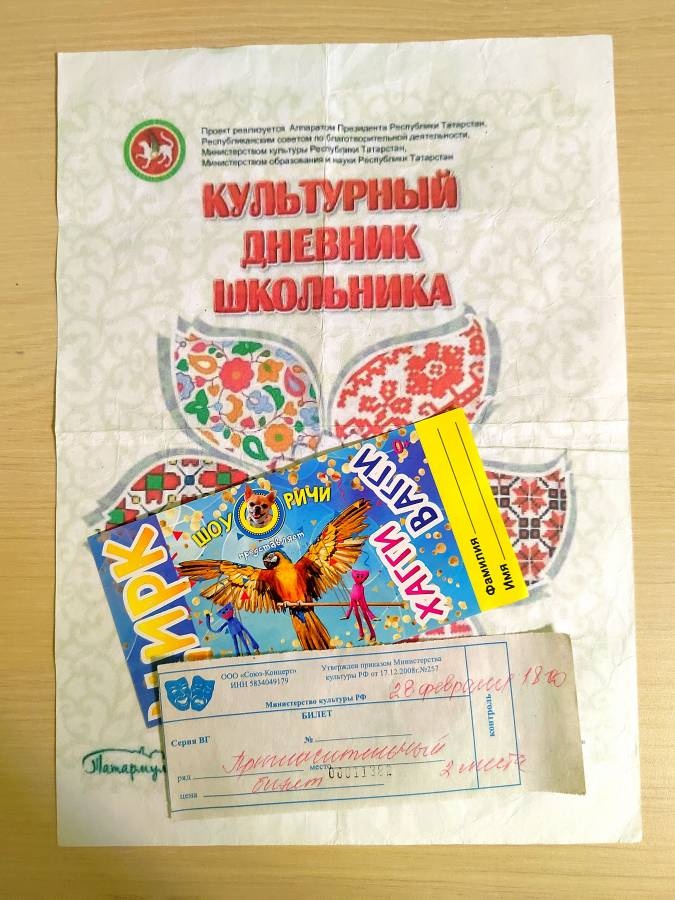 Проект реализуется Аппаратом Президента Республики Татарстан,
Республиканским советом по благотворительной деятельности,
Министерством культуры Республики Татарстан,
Министерством образования и науки Республики Татарстан
КУЛЬТУРНЫЙ
ДНЕВНИК
ШКОЛЬНИКА
ЦИРК
ШОУ РИЧИ
представляет
ХАГГИ ВАГГИ
0+
Фамилия
Имя
ООО «Союз-Концерт»
ИНН 5834049179
Утвержден приказом Министерства
культуры РФ от 17.12.2008г.№257
Министерство культуры РФ
28 февраля 18 00
БИЛЕТ
Серия ВГ №
Пригласительный
ряд место
билет 2 места
цена
контроль